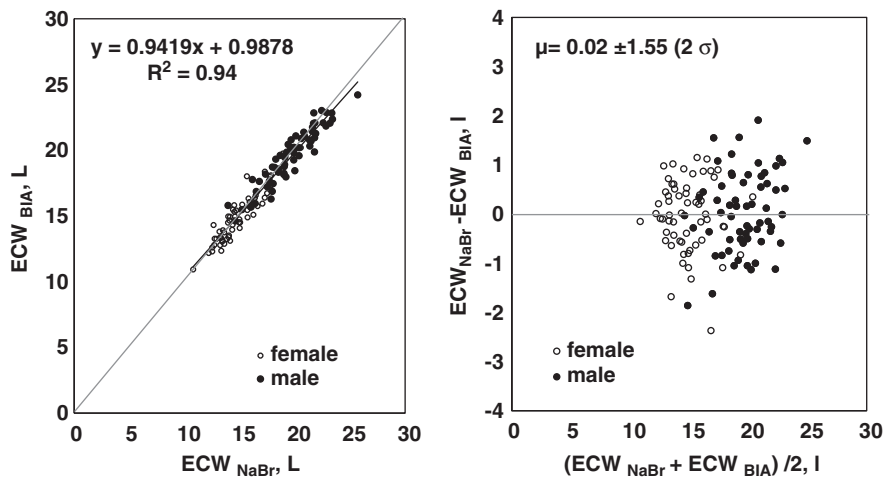 y = 0.9419x + 0.9878
R² = 0.94
30
25
20
15
10
5
0
ECW BIA, L
female
male
0 5 10 15 20 25 30
ECW NaBr, L
μ= 0.02 ±1.55 (2 σ)
4
3
2
1
0
-1
-2
-3
-4
ECW NaBr -ECW BIA, l
female
male
0 5 10 15 20 25 30
(ECW NaBr + ECW BIA) /2, l